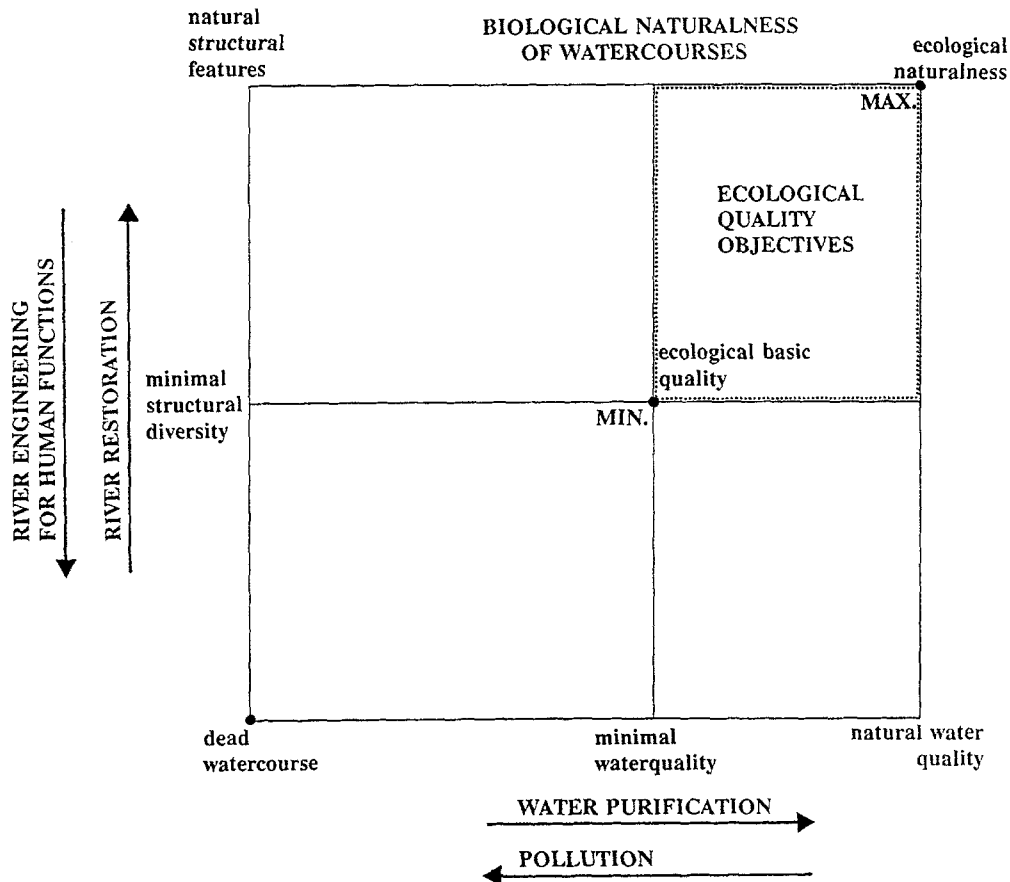 natural
structural
features
BIOLOGICAL NATURALNESS
OF WATERCOURSES
ecological
naturalness
MAX.
ECOLOGICAL
QUALITY
OBJECTIVES
RIVER ENGINEERING
FOR HUMAN FUNCTIONS
RIVER RESTORATION
minimal
structural
diversity
ecological basic
quality
MIN.
dead
watercourse
minimal
waterquality
natural water
quality
WATER PURIFICATION
POLLUTION